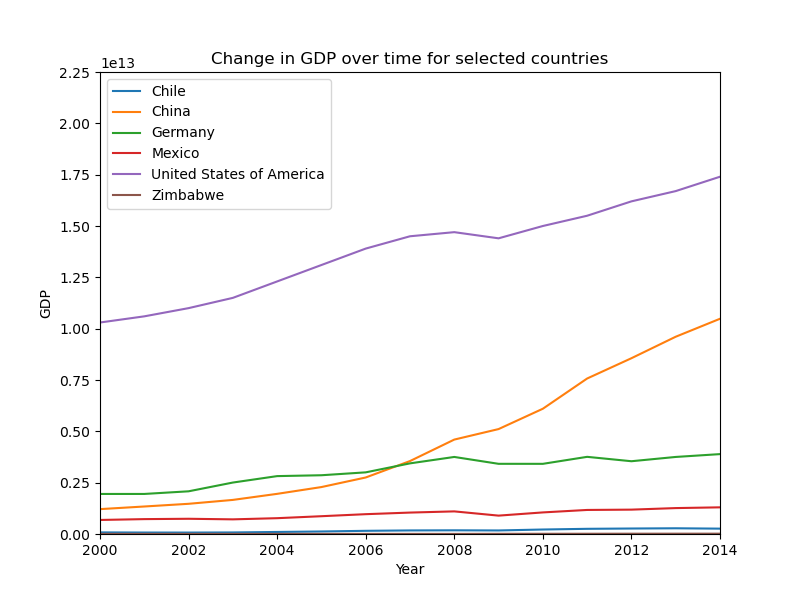 Change in GDP over time for selected countries
1e13
2.25
2.00
1.75
1.50
1.25
1.00
0.75
0.50
0.25
0.00
GDP
Chile
China
Germany
Mexico
United States of America
Zimbabwe
2000 2002 2004 2006 2008 2010 2012 2014
Year